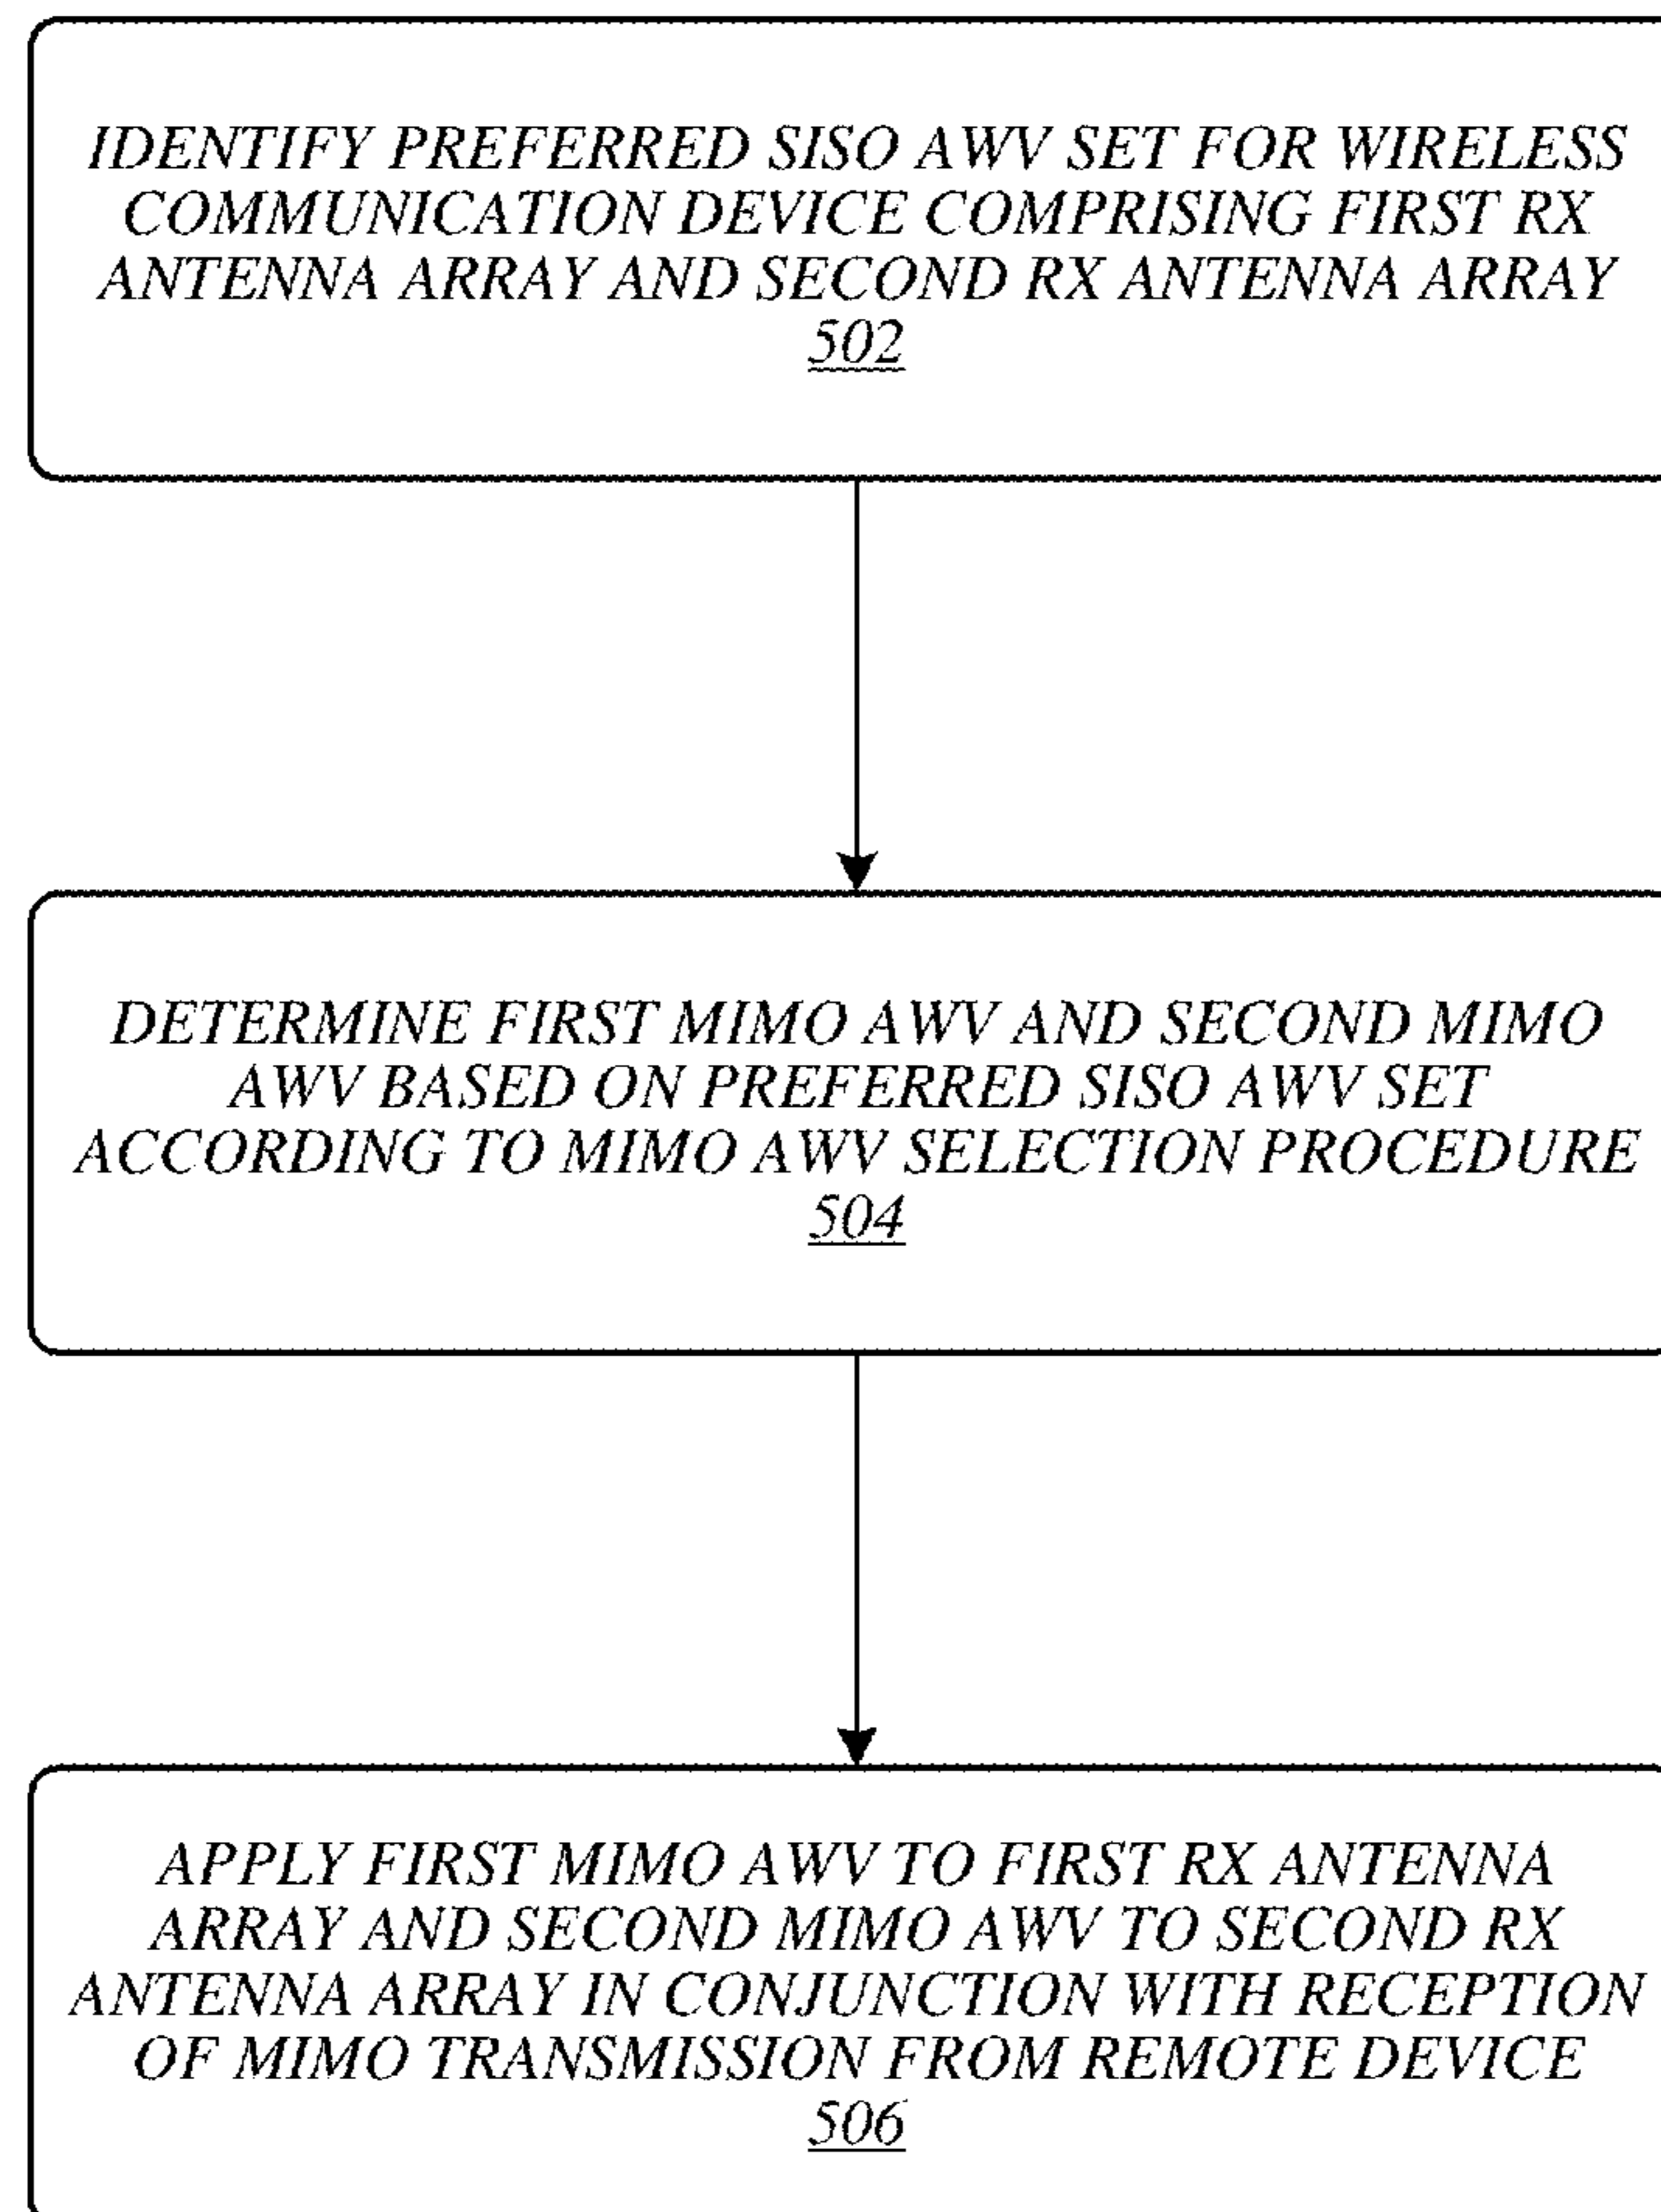 IDENTIFY PREFERRED SISO AWV SET FOR WIRELESS
COMMUNICATION DEVICE COMPRISING FIRST RX
ANTENNA ARRAY AND SECOND RX ANTENNA ARRAY
502
DETERMINE FIRST MIMO AWV AND SECOND MIMO
AWV BASED ON PREFERRED SISO AWV SET
ACCORDING TO MIMO AWV SELECTION PROCEDURE
504
APPLY FIRST MIMO AWV TO FIRST RX ANTENNA
ARRAY AND SECOND MIMO AWV TO SECOND RX
ANTENNA ARRAY IN CONJUNCTION WITH RECEPTION
OF MIMO TRANSMISSION FROM REMOTE DEVICE
506